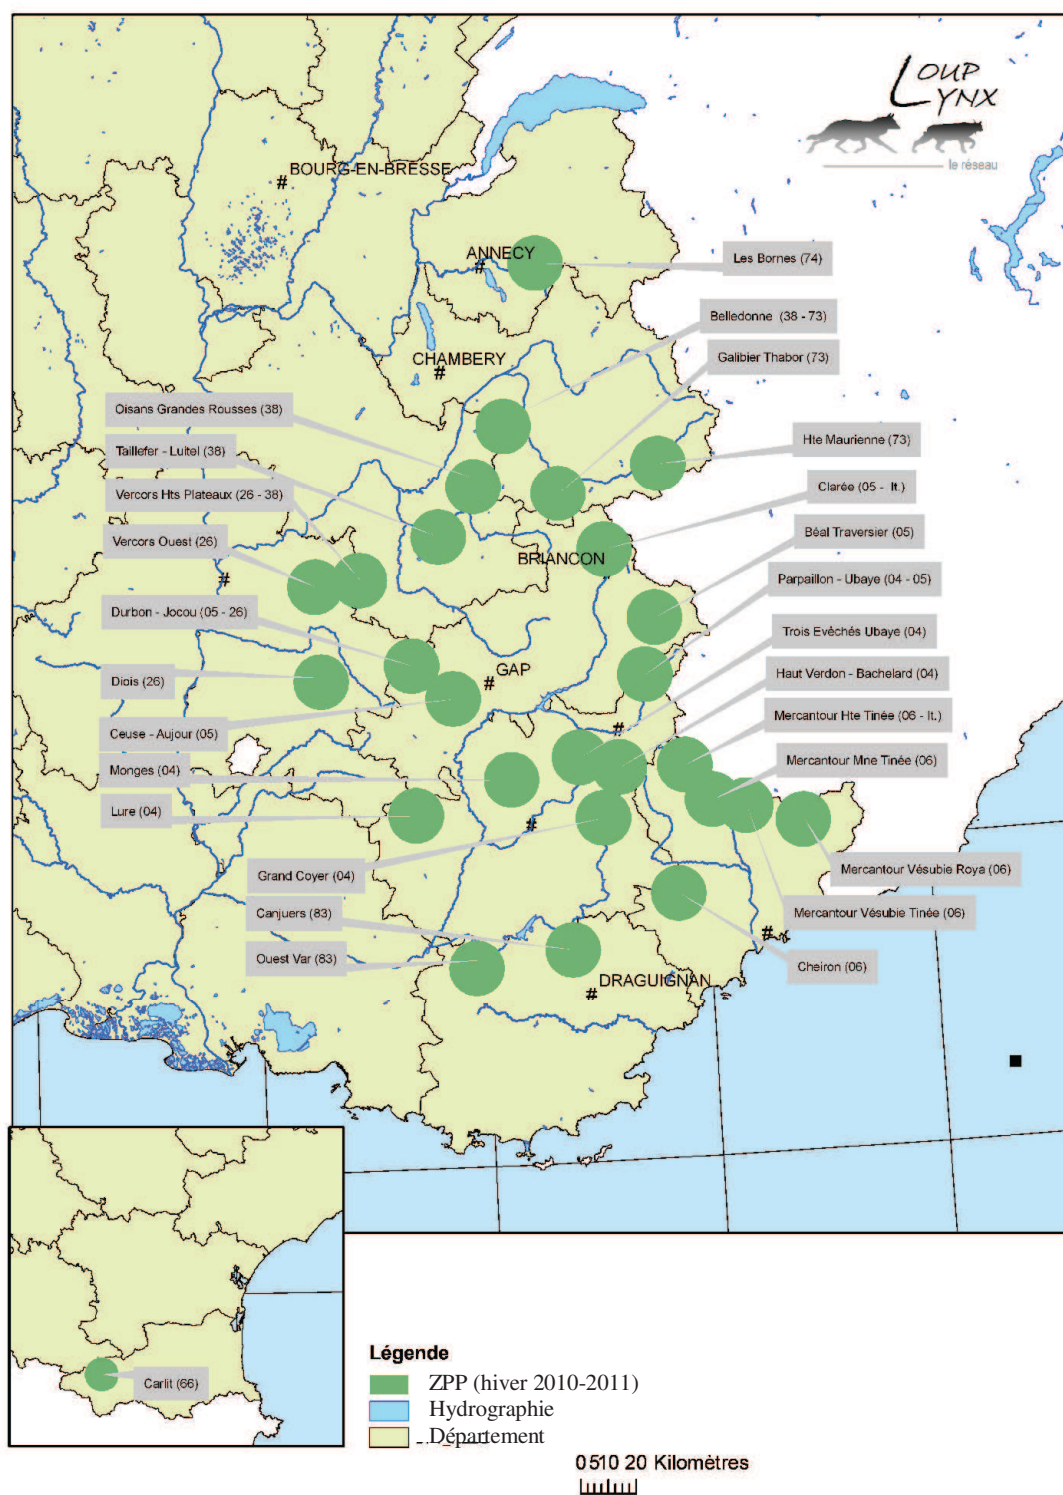 LOUP
LYNX
le réseau
BOURG-EN-BRESSE
#
ANNECY
#
Les Bornes (74)
Belledonne (38 - 73)
CHAMBERY
#
Galibier Thabor (73)
Oisans Grandes Rousses (38)
Hte Maurienne (73)
Taillefer - Luitel (38)
Clarée (05 - It.)
Vercors Hts Plateaux (26 - 38)
Béal Traversier (05)
Vercors Ouest (26)
BRIANCON
#
#
Parpaillon - Ubaye (04 - 05)
Durbon - Jocou (05 - 26)
Trois Evêchés Ubaye (04)
GAP
#
Haut Verdon - Bachelard (04)
Diois (26)
Mercantour Hte Tinée (06 - It.)
Ceuse - Aujour (05)
#
Mercantour Mne Tinée (06)
Monges (04)
Lure (04)
#
Mercantour Vésubie Roya (06)
Grand Coyer (04)
Mercantour Vésubie Tinée (06)
Canjuers (83)
#
Ouest Var (83)
Cheiron (06)
DRAGUIGNAN
#
Carlit (66)
Légende
ZPP (hiver 2010-2011)
Hydrographie
Département
0 5 10 20 Kilomètres